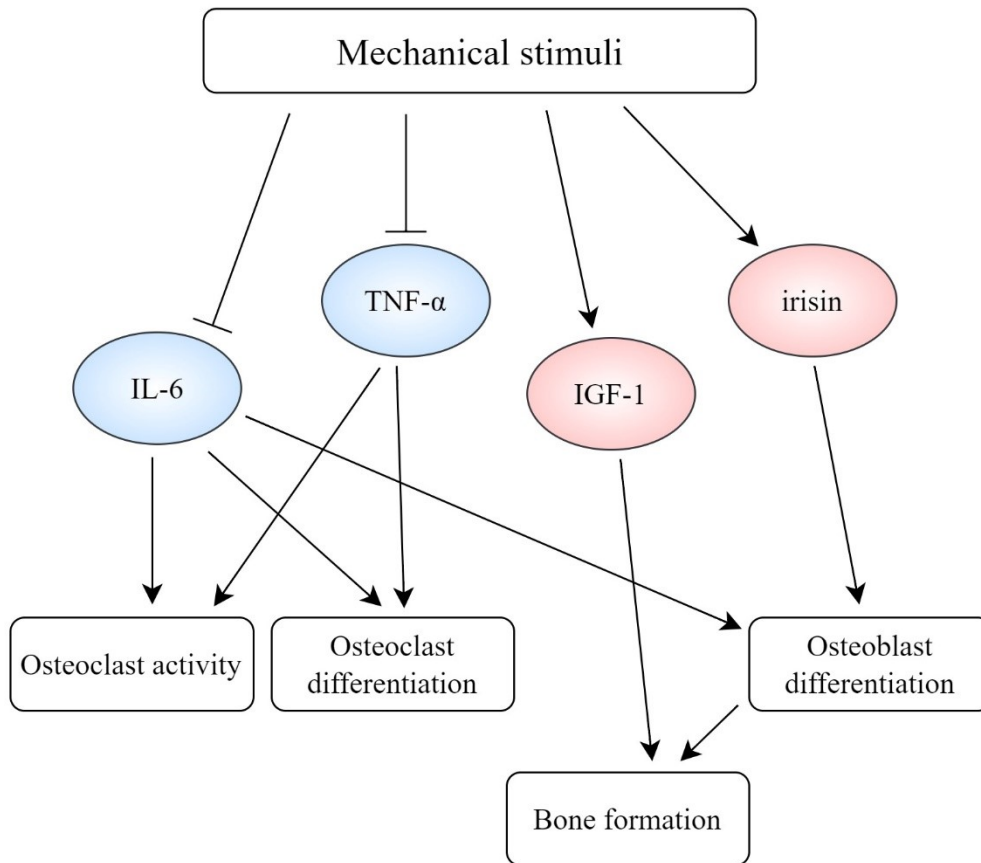 Mechanical stimuli
TNF-α
irisin
IL-6
IGF-1
Osteoclast activity
Osteoclast
differentiation
Osteoblast
differentiation
Bone formation